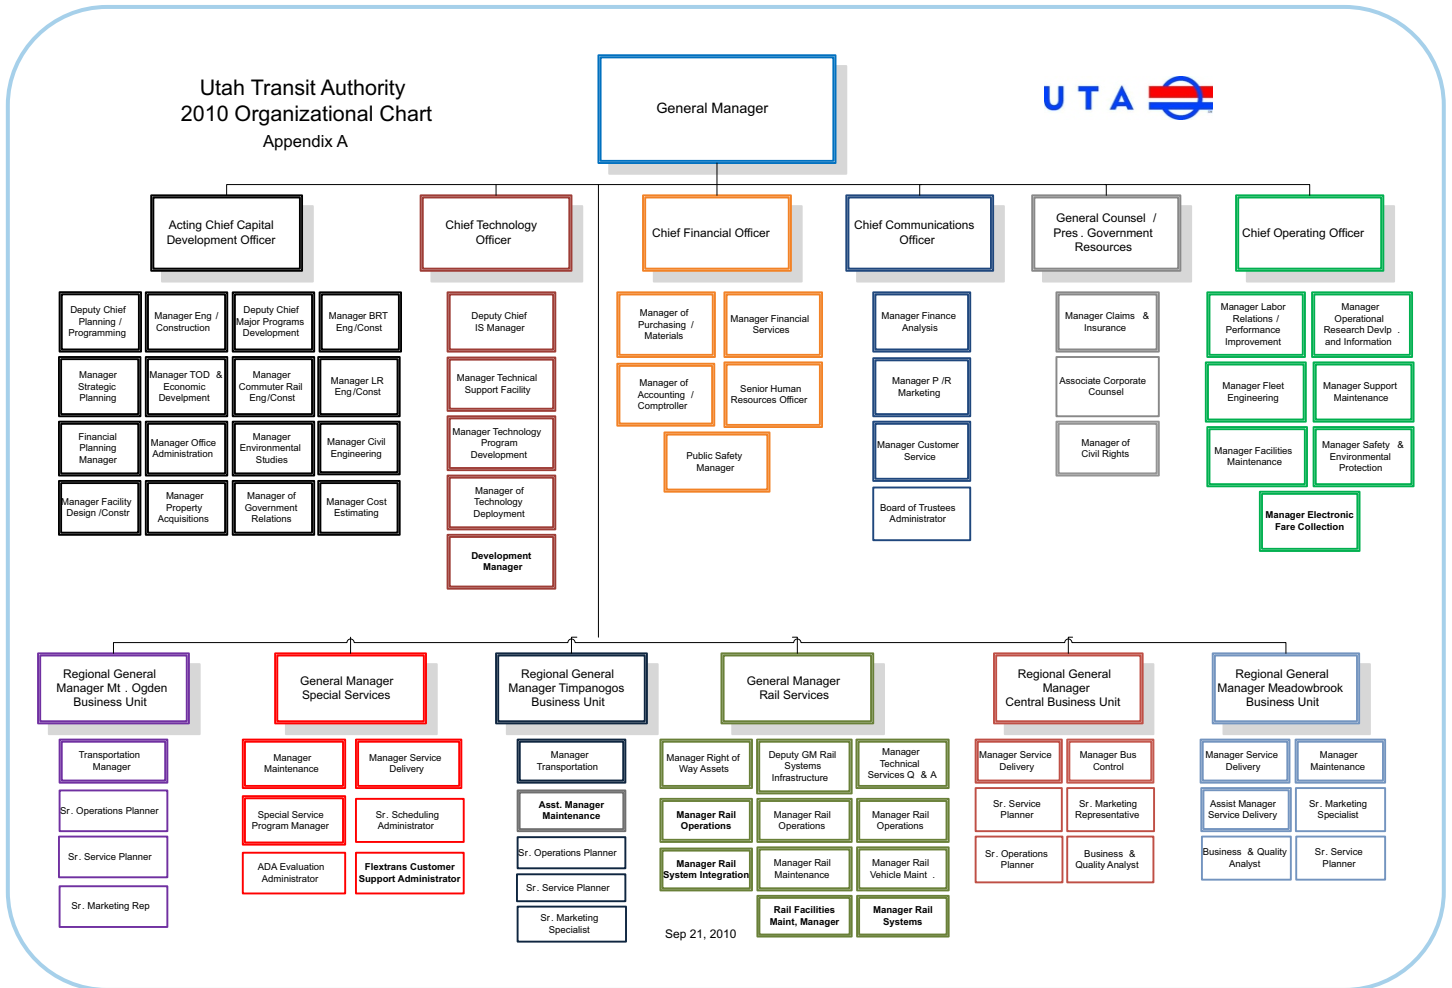 Utah Transit Authority
2010 Organizational Chart
Appendix A
General Manager
UTA
Acting Chief Capital
Development Officer
Chief Technology
Officer
Chief Financial Officer
Chief Communications
Officer
General Counsel /
Pres . Government
Resources
Chief Operating Officer
Deputy Chief
Planning /
Programming
Manager Eng /
Construction
Deputy Chief
Major Programs
Development
Manager BRT
Eng/Const
Manager
Strategic
Planning
Manager TOD &
Economic
Develpment
Manager
Commuter Rail
Eng/Const
Manager LR
Eng/Const
Financial
Planning
Manager
Manager Office
Administration
Manager
Environmental
Studies
Manager Civil
Engineering
Manager Facility
Design /Constr
Manager
Property
Acquisitions
Manager of
Government
Relations
Manager Cost
Estimating
Deputy Chief
IS Manager
Manager Technical
Support Facility
Manager Technology
Program
Development
Manager of
Technology
Deployment
Development
Manager
Manager of
Purchasing /
Materials
Manager Financial
Services
Manager of
Accounting /
Comptroller
Senior Human
Resources Officer
Public Safety
Manager
Manager Finance
Analysis
Manager P /R
Marketing
Manager Customer
Service
Board of Trustees
Administrator
Manager Claims &
Insurance
Associate Corporate
Counsel
Manager of
Civil Rights
Manager Labor
Relations /
Performance
Improvement
Manager
Operational
Research Devlp .
and Information
Manager Fleet
Engineering
Manager Support
Maintenance
Manager Facilities
Maintenance
Manager Safety &
Environmental
Protection
Manager Electronic
Fare Collection
Regional General
Manager Mt . Ogden
Business Unit
General Manager
Special Services
Regional General
Manager Timpanogos
Business Unit
General Manager
Rail Services
Regional General
Manager
Central Business Unit
Regional General
Manager Meadowbrook
Business Unit
Transportation
Manager
Sr. Operations Planner
Sr. Service Planner
Sr. Marketing Rep
Manager
Maintenance
Manager Service
Delivery
Special Service
Program Manager
Sr. Scheduling
Administrator
ADA Evaluation
Administrator
Flextrans Customer
Support Administrator
Manager
Transportation
Asst. Manager
Maintenance
Sr. Operations Planner
Sr. Service Planner
Sr. Marketing
Specialist
Manager Right of
Way Assets
Deputy GM Rail
Systems
Infrastructure
Manager
Technical
Services Q & A
Manager Rail
Operations
Manager Rail
Operations
Manager Rail
Operations
Manager Rail
System Integration
Manager Rail
Maintenance
Manager Rail
Vehicle Maint .
Rail Facilities
Maint, Manager
Manager Rail
Systems
Manager Service
Delivery
Manager Bus
Control
Sr. Service
Planner
Sr. Marketing
Representative
Sr. Operations
Planner
Business &
Quality Analyst
Manager Service
Delivery
Manager
Maintenance
Assist Manager
Service Delivery
Sr. Marketing
Specialist
Business & Quality
Analyst
Sr. Service
Planner
Sep 21, 2010